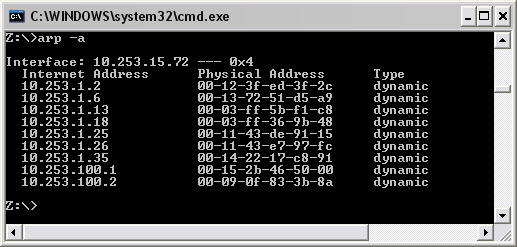 C:\WINDOWS\system32\cmd.exe
Z:\>arp -a
Interface: 10.253.15.72 --- 0x4
Internet Address Physical Address Type
10.253.1.2 00-12-3f-ed-3f-2c dynamic
10.253.1.6 00-13-72-51-d5-a9 dynamic
10.253.1.13 00-03-ff-5b-f1-c8 dynamic
10.253.1.18 00-03-ff-36-9b-48 dynamic
10.253.1.25 00-11-43-de-91-15 dynamic
10.253.1.26 00-11-43-e7-97-fc dynamic
10.253.1.35 00-14-22-17-c8-91 dynamic
10.253.100.1 00-15-2b-46-50-00 dynamic
10.253.100.2 00-09-0f-83-3b-8a dynamic
Z:\>